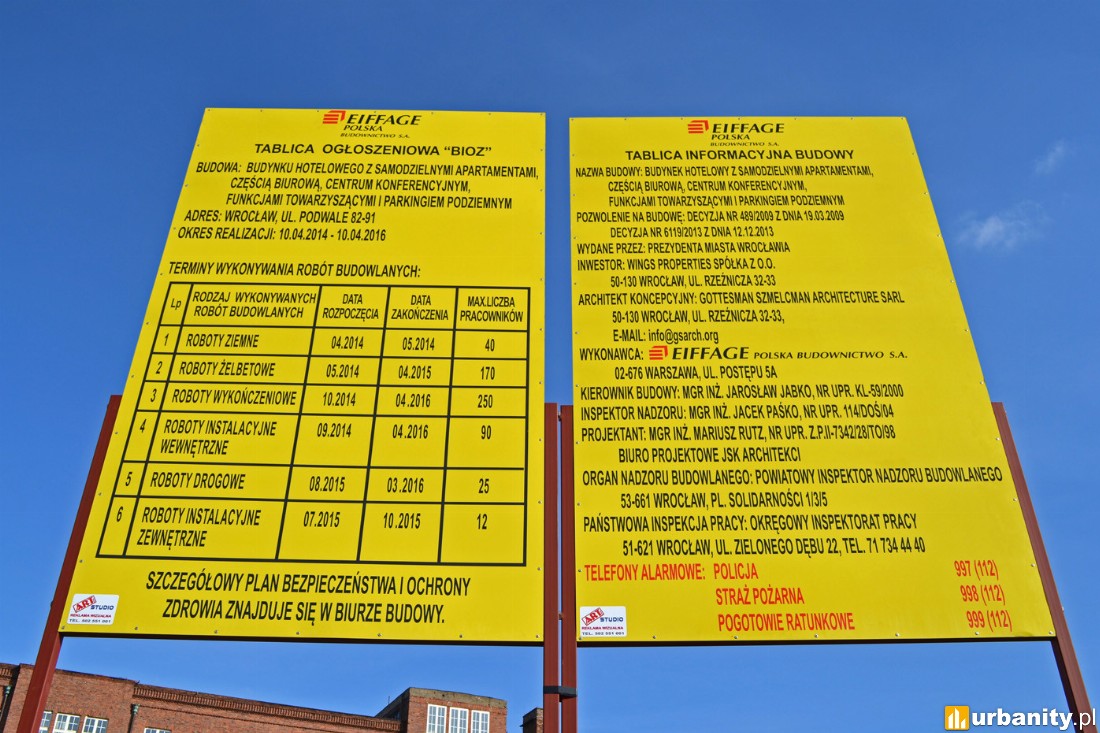 EIFFAGE
POLSKA
BUDOWNICTWO S.A.
TABLICA OGŁOSZENIOWA "BIOZ"
BUDOWA: BUDYNKU HOTELOWEGO Z SAMODZIELNYMI APARTAMENTAMI,
CZĘŚCIĄ BIUROWĄ, CENTRUM KONFERENCYJNYM,
FUNKCJAMI TOWARZYSZĄCYMI I PARKINGIEM PODZIEMNYM
ADRES: WROCŁAW, UL. PODWALE 82-91
OKRES REALIZACJI: 10.04.2014 - 10.04.2016
TERMINY WYKONYWANIA ROBÓT BUDOWLANYCH:
Lp RODZAJ WYKONYWANYCH DATA DATA MAX.LICZBA
ROBÓT BUDOWLANYCH ROZPOCZĘCIA ZAKOŃCZENIA PRACOWNIKÓW
1 ROBOTY ZIEMNE 04.2014 05.2014 40
2 ROBOTY ŻELBETOWE 05.2014 04.2015 170
3 ROBOTY WYKOŃCZENIOWE 10.2014 04.2016 250
4 ROBOTY INSTALACYJNE 09.2014 04.2016 90
WEWNĘTRZNE
5 ROBOTY DROGOWE 08.2015 03.2016 25
6 ROBOTY INSTALACYJNE 07.2015 10.2015 12
ZEWNĘTRZNE
SZCZEGÓŁOWY PLAN BEZPIECZEŃSTWA I OCHRONY
ZDROWIA ZNAJDUJE SIĘ W BIURZE BUDOWY.
ART STUDIO
REKLAMA WIZUALNA
EIFFAGE
POLSKA
BUDOWNICTWO S.A.
TABLICA INFORMACYJNA BUDOWY
NAZWA BUDOWY: BUDYNEK HOTELOWY Z SAMODZIELNYMI APARTAMENTAMI,
CZĘŚCIĄ BIUROWĄ, CENTRUM KONFERENCYJNYM,
FUNKCJAMI TOWARZYSZĄCYMI I PARKINGIEM PODZIEMNYM
POZWOLENIE NA BUDOWĘ: DECYZJA NR 489/2009 Z DNIA 19.03.2009
DECYZJA NR 6119/2013 Z DNIA 12.12.2013
WYDANE PRZEZ: PREZYDENTA MIASTA WROCŁAWIA
INWESTOR: WINGS PROPERTIES SPÓŁKA Z O.O.
50-130 WROCŁAW, UL. RZEŹNICZA 32-33
ARCHITEKT KONCEPCYJNY: GOTTESMAN SZMELCMAN ARCHITECTURE SARL
50-130 WROCŁAW, UL. RZEŹNICZA 32-33,
E-MAIL: info@gsarch.org
WYKONAWCA: EIFFAGE POLSKA BUDOWNICTWO S.A.
02-676 WARSZAWA, UL. POSTĘPU 5A
KIEROWNIK BUDOWY: MGR INŻ. JAROSŁAW JABKO, NR UPR. KL-59/2000
INSPEKTOR NADZORU: MGR INŻ. JACEK PAŚKO, NR UPR. 114/DOŚ/04
PROJEKTANT: MGR INŻ. MARIUSZ RUTZ, NR UPR. Z.P.II-7342/28/TO/98
BIURO PROJEKTOWE JSK ARCHITEKCI
ORGAN NADZORU BUDOWLANEGO: POWIATOWY INSPEKTOR NADZORU BUDOWLANEGO
53-661 WROCŁAW, PL. SOLIDARNOŚCI 1/3/5
PAŃSTWOWA INSPEKCJA PRACY: OKRĘGOWY INSPEKTORAT PRACY
51-621 WROCŁAW, UL. ZIELONEGO DĘBU 22, TEL. 71 734 44 40
TELEFONY ALARMOWE: POLICJA 997 (112)
STRAŻ POŻARNA 998 (112)
POGOTOWIE RATUNKOWE 999 (112)
ART STUDIO
REKLAMA WIZUALNA
urbanity.pl